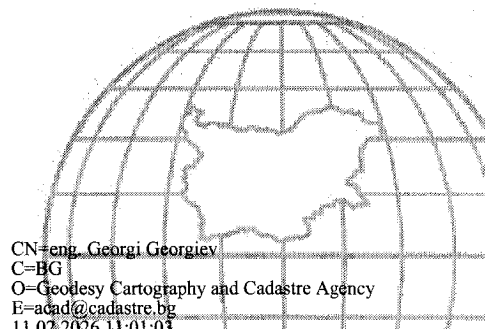 CN=eng. Georgi Georgiev
C=BG
O=Geodesy Cartography and Cadastre Agency
E=acad@cadastre.bg
11.02.2026 11:01:03